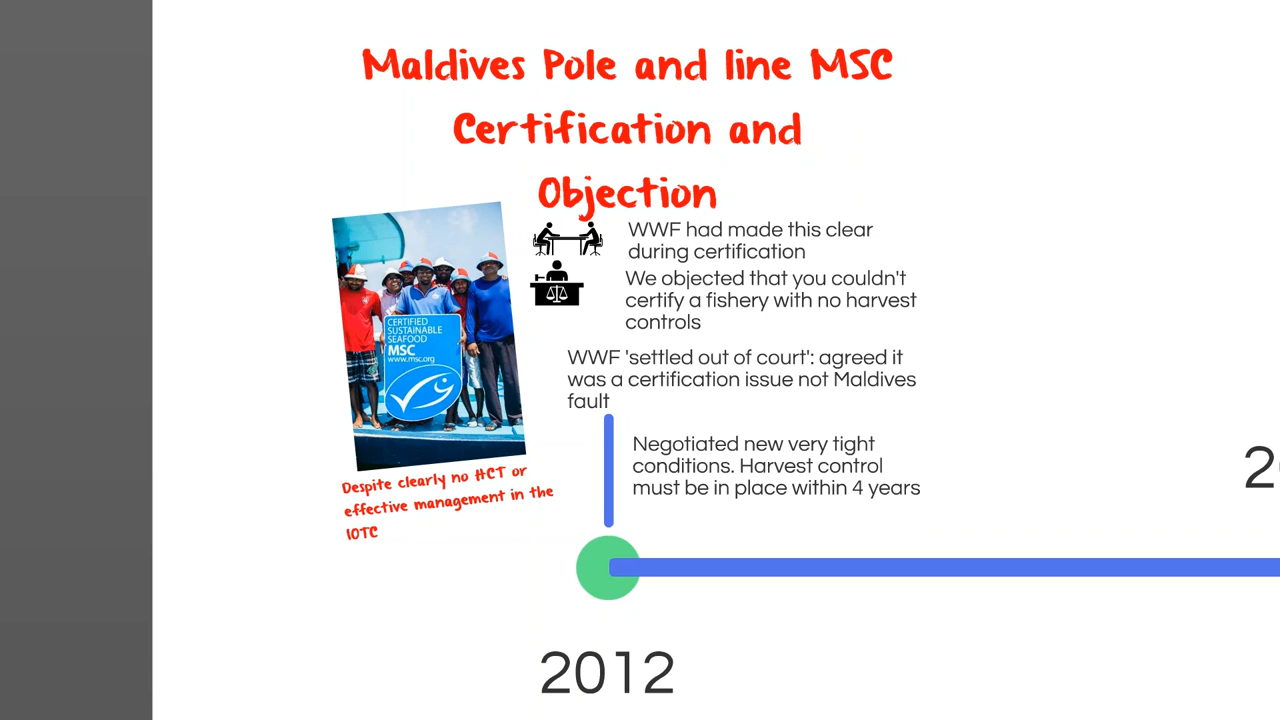 Maldives Pole and line MSC
Certification and
Objection
WWF had made this clear
during certification
We objected that you couldn't
certify a fishery with no harvest
controls
CERTIFIED
SUSTAINABLE
SEAFOOD
MSC
www.msc.org
WWF 'settled out of court': agreed it
was a certification issue not Maldives
fault
Negotiated new very tight
conditions. Harvest control
must be in place within 4 years
Despite clearly no HCT or
effective management in the
IOTC
2012